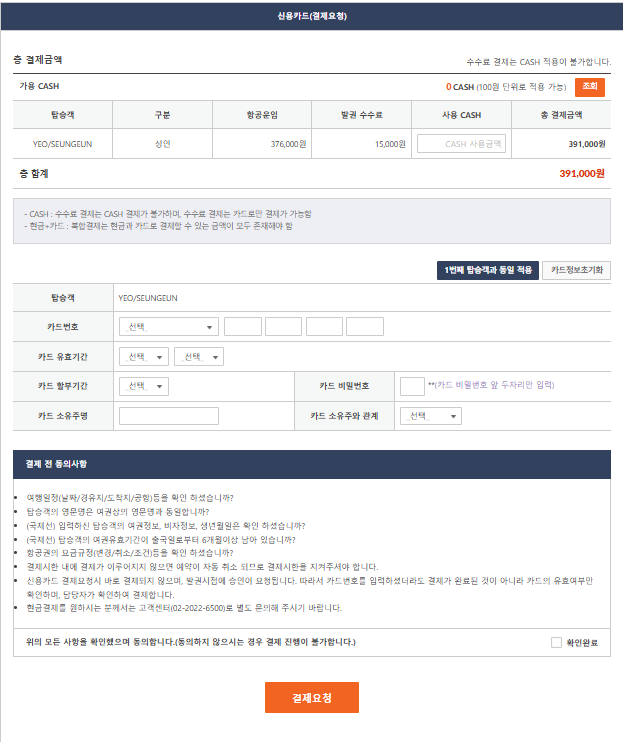 신용카드(결제요청)
총 결제금액
수수료 결제는 CASH 적용이 불가합니다.
가용 CASH
0 CASH (100원 단위로 적용 가능) 조회
탑승객 구분 항공운임 발권 수수료 사용 CASH 총 결제금액
YEO/SEUNGEUN 성인 376,000원 15,000원 CASH 사용금액 391,000원
총 합계 391,000원
- CASH : 수수료 결제는 CASH 결제가 불가하며, 수수료 결제는 카드로만 결제가 가능함
- 현금+카드 : 복합결제는 현금과 카드로 결제할 수 있는 금액이 모두 존재해야 함
1번째 탑승객과 동일 적용 카드정보초기화
탑승객 YEO/SEUNGEUN
카드번호 _선택_
카드 유효기간 _선택_ _선택_
카드 할부기간 _선택_ 카드 비밀번호 **(카드 비밀번호 앞 두자리만 입력)
카드 소유주명 카드 소유주와 관계 _선택_
결제 전 동의사항
• 여행일정(날짜/경유지/도착지/공항)등을 확인 하셨습니까?
• 탑승객의 영문명은 여권상의 영문명과 동일합니까?
• (국제선) 입력하신 탑승객의 여권정보, 비자정보, 생년월일은 확인 하셨습니까?
• (국제선) 탑승객의 여권유효기간이 출국일로부터 6개월이상 남아 있습니까?
• 항공권의 요금규정(변경/취소/조건)등을 확인 하셨습니까?
• 결제시한 내에 결제가 이루어지지 않으면 예약이 자동 취소 되므로 결제시한을 지켜주셔야 합니다.
• 신용카드 결제요청시 바로 결제되지 않으며, 발권시점에 승인이 요청됩니다. 따라서 카드번호를 입력하셨더라도 결제가 완료된 것이 아니라 카드의 유효여부만
확인하며, 담당자가 확인하여 결제합니다.
• 현금결제를 원하시는 분께서는 고객센터(02-2022-6500)로 별도 문의해 주시기 바랍니다.
위의 모든 사항을 확인했으며 동의합니다.(동의하지 않으시는 경우 결제 진행이 불가합니다.) 확인완료
결제요청